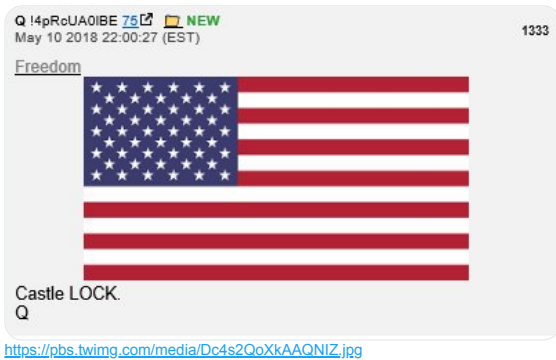 Q !4pRcUA0lBE 75 NEW
May 10 2018 22:00:27 (EST)
1333
Freedom
Castle LOCK.
Q
https://pbs.twimg.com/media/Dc4s2QoXkAAQNIZ.jpg